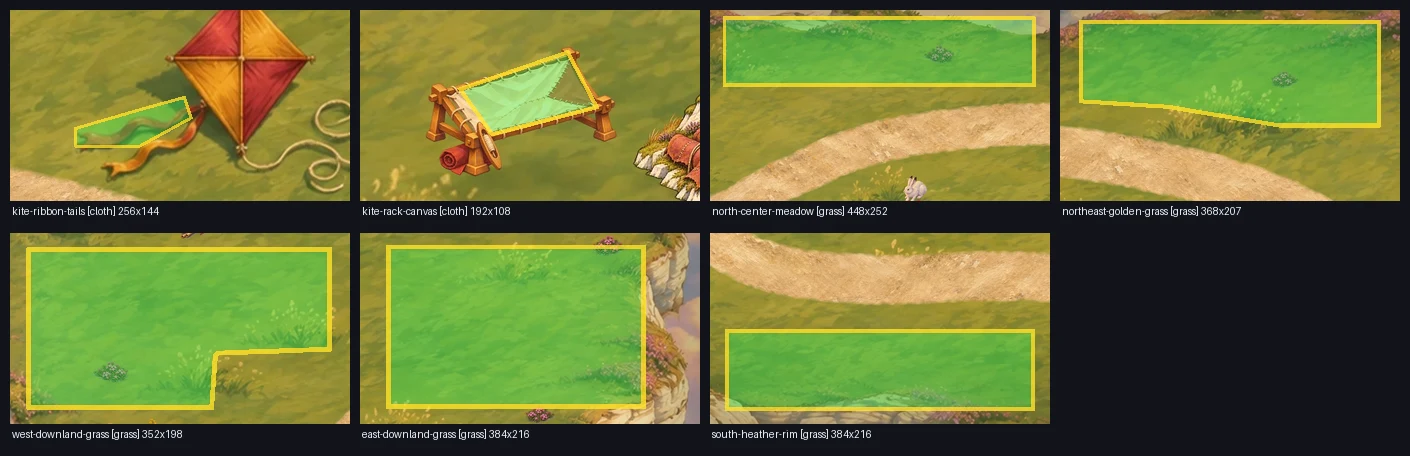 kite-ribbon-tails [cloth] 256x144
kite-rack-canvas [cloth] 192x108
north-center-meadow [grass] 448x252
northeast-golden-grass [grass] 368x207
west-downland-grass [grass] 352x198
east-downland-grass [grass] 384x216
south-heather-rim [grass] 384x216